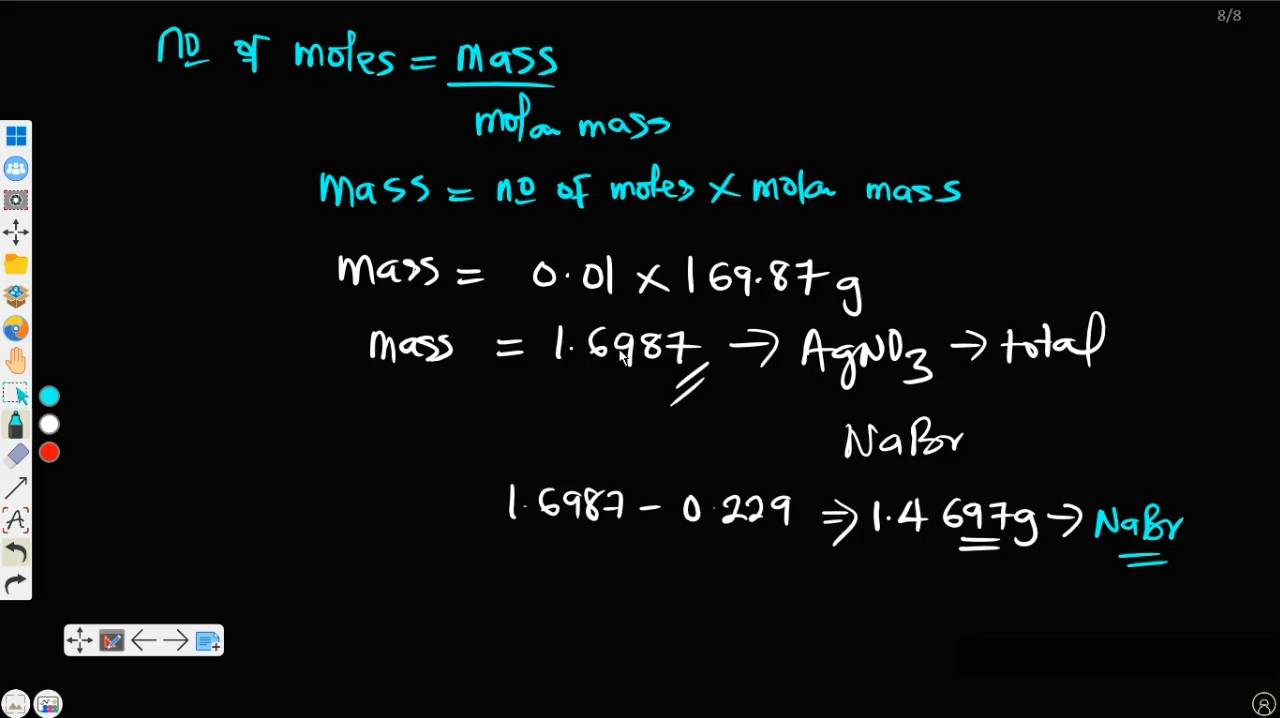 8/8
no of moles = mass
molar mass
mass = no of moles × molar mass
mass = 0.01 × 169.87g
mass = 1.6987 → AgNO3 → total
NaBr
1.6987 - 0.229 ⇒ 1.4697g → NaBr